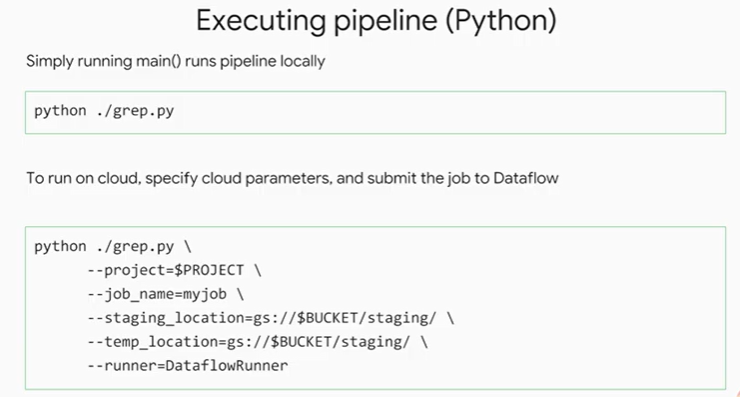 Executing pipeline (Python)
Simply running main() runs pipeline locally
python ./grep.py
To run on cloud, specify cloud parameters, and submit the job to Dataflow
python ./grep.py \
--project=$PROJECT \
--job_name=myjob \
--staging_location=gs://$BUCKET/staging/ \
--temp_location=gs://$BUCKET/staging/ \
--runner=DataflowRunner